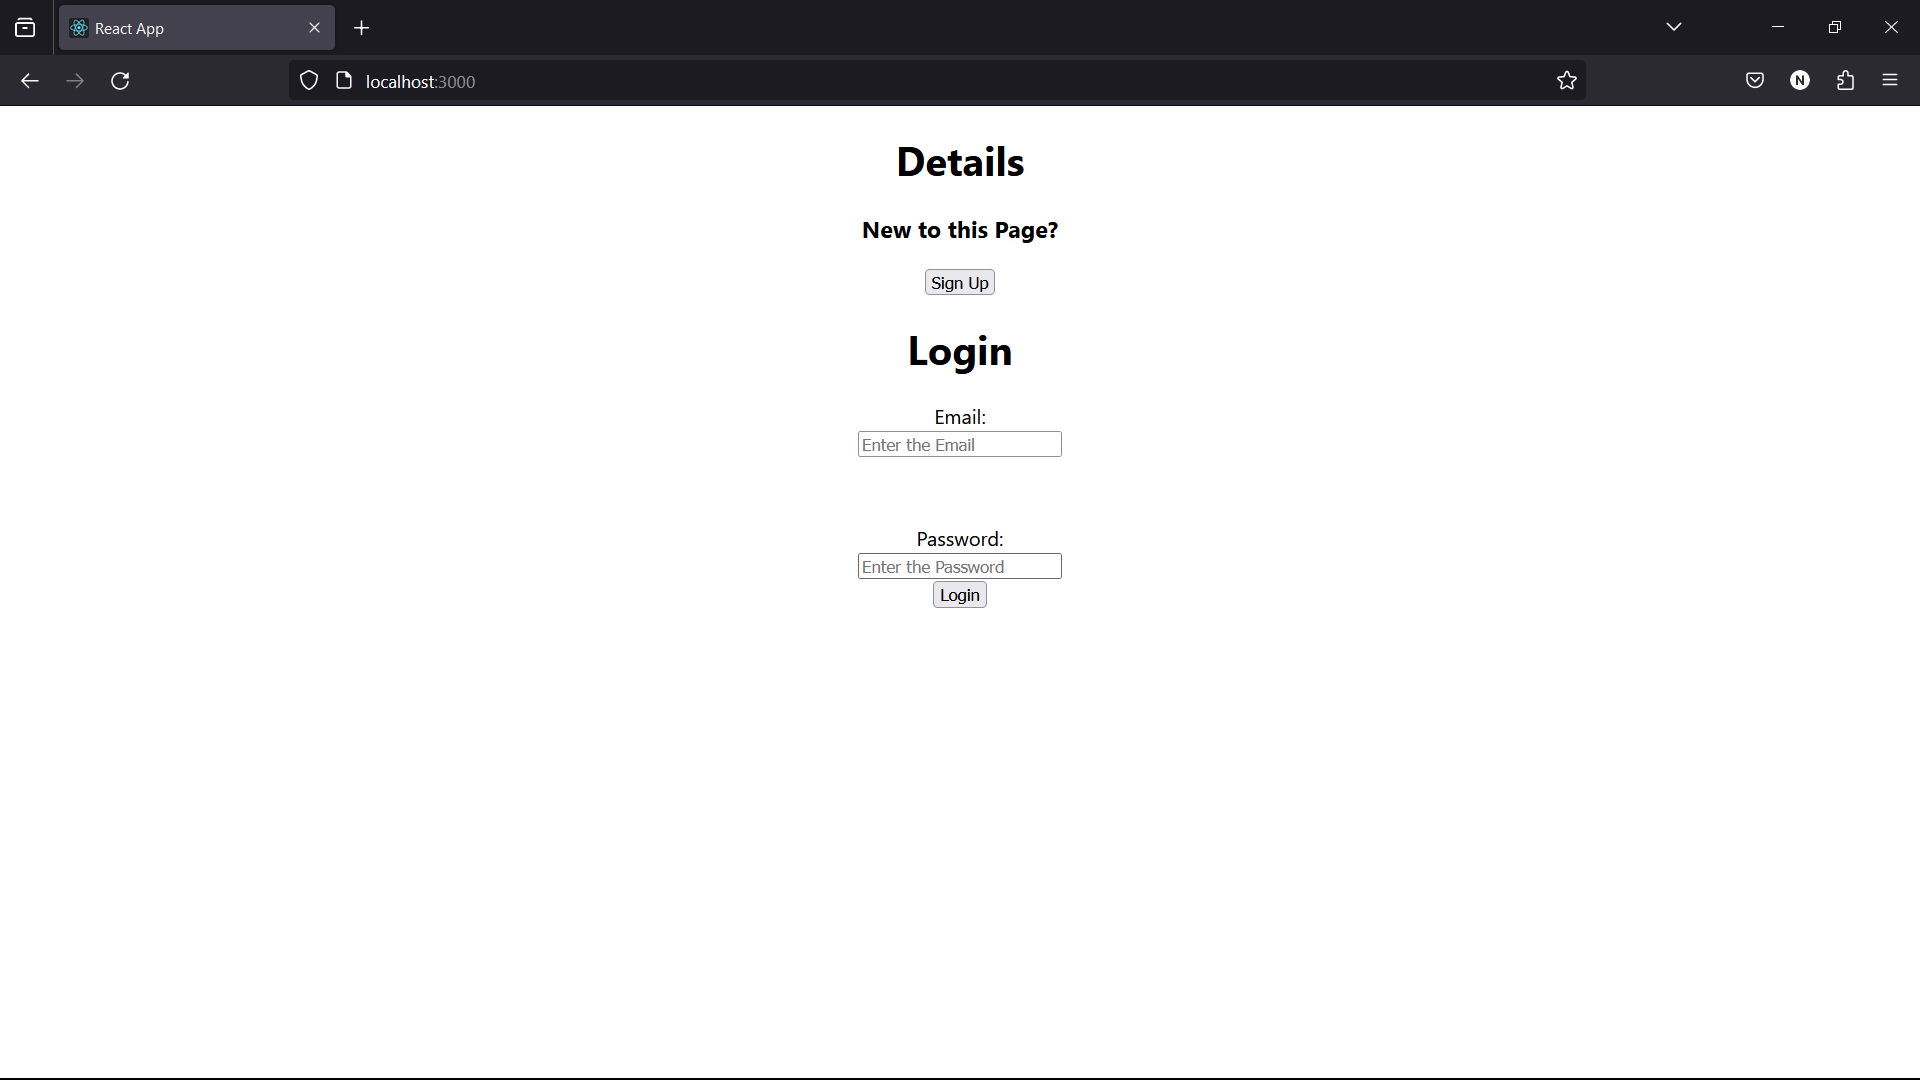 React App
localhost:3000
N
Details
New to this Page?
Sign Up
Login
Email:
Enter the Email
Password:
Enter the Password
Login